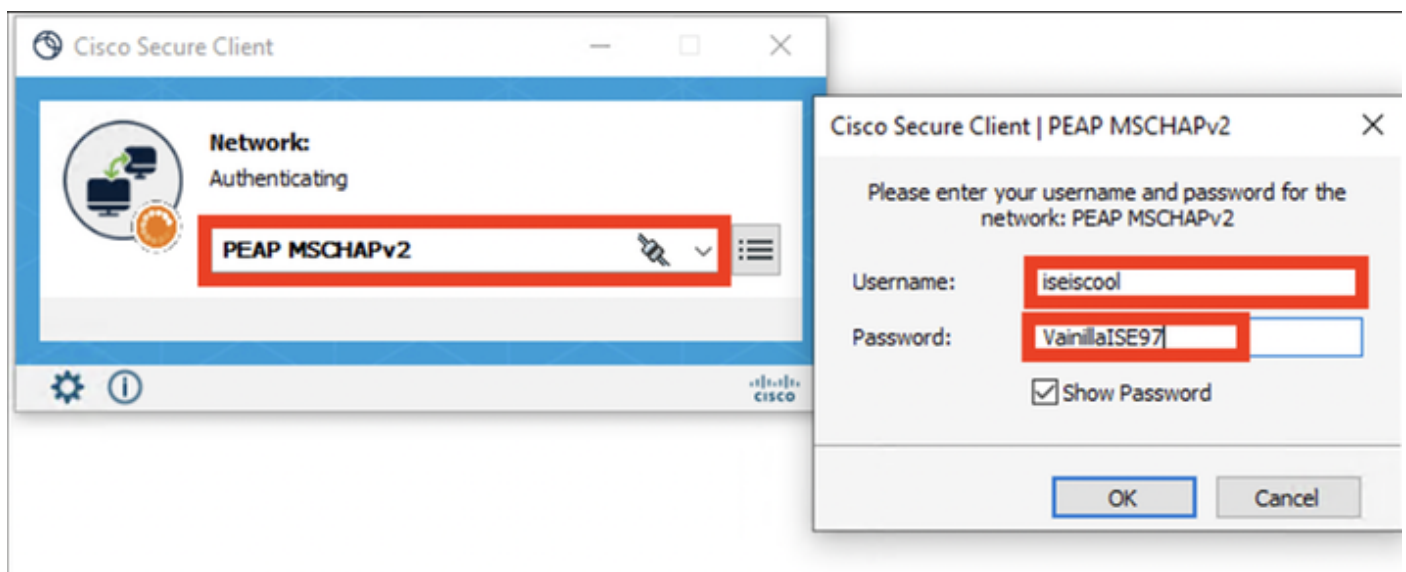 Cisco Secure Client
Network:
Authenticating
PEAP MSCHAPv2
cisco
Cisco Secure Client | PEAP MSCHAPv2
Please enter your username and password for the
network: PEAP MSCHAPv2
Username: iseiscool
Password: VainillaISE97
Show Password
OK Cancel